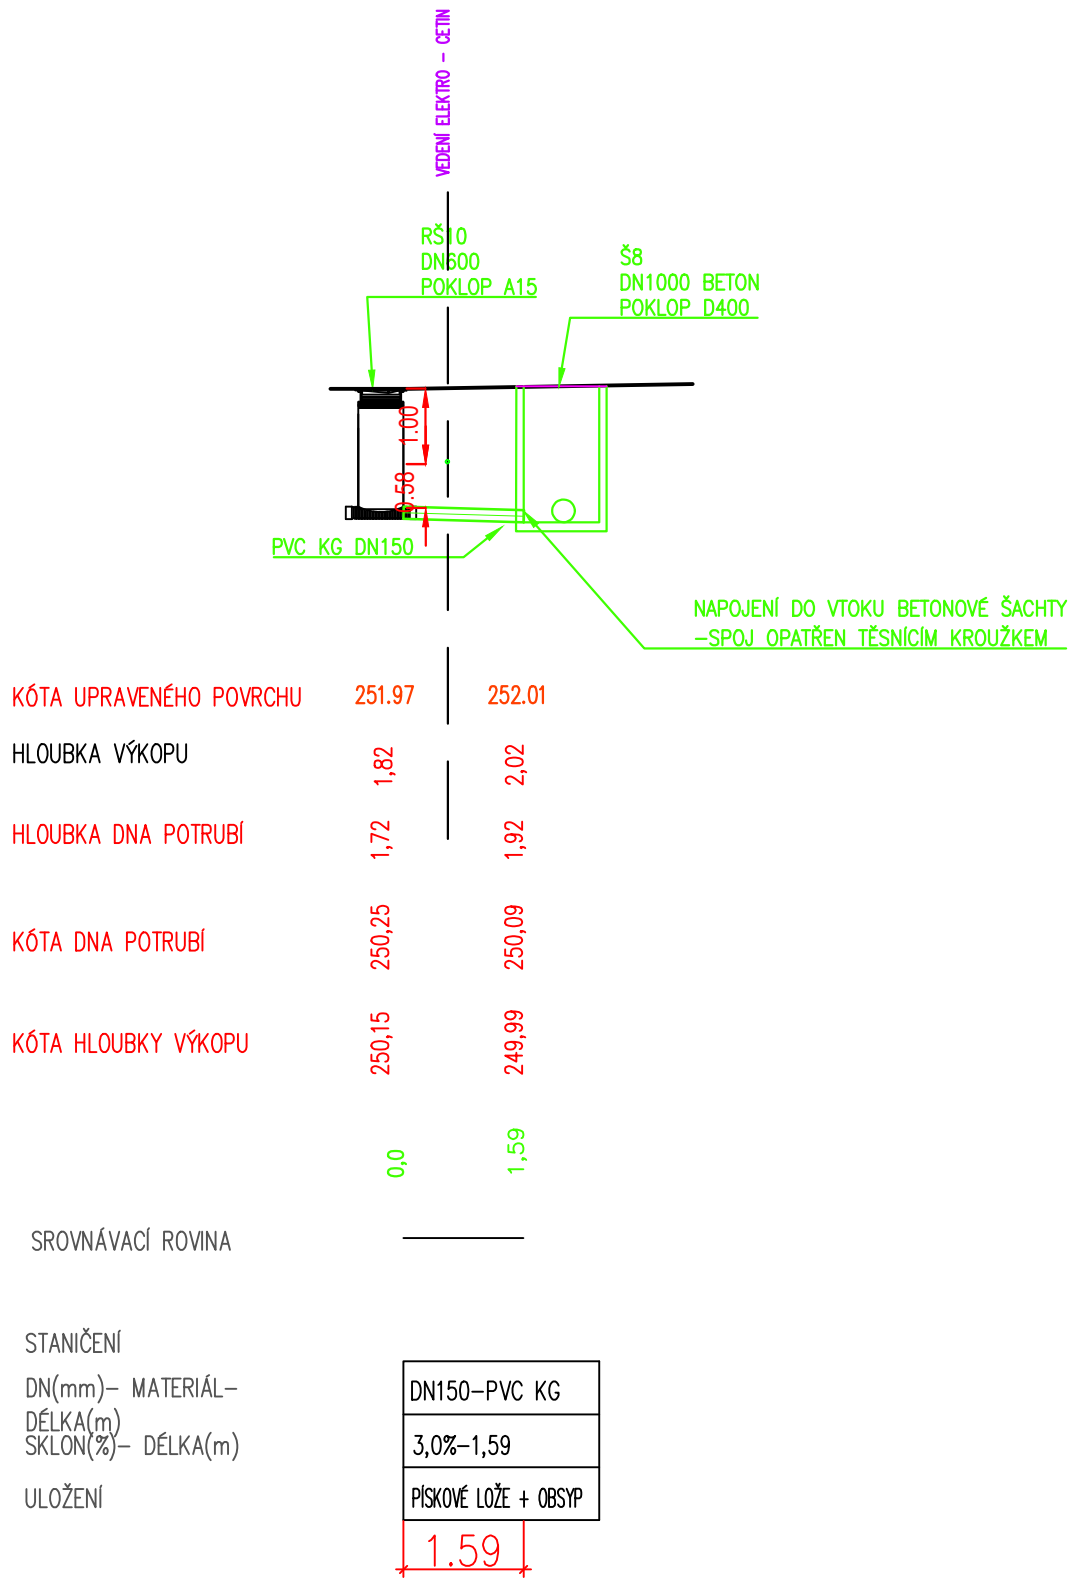 VEDENÍ ELEKTRO - CETIN
RŠ10
DN600
POKLOP A15
Š8
DN1000 BETON
POKLOP D400
1.00
0.58
PVC KG DN150
NAPOJENÍ DO VTOKU BETONOVÉ ŠACHTY
-SPOJ OPATŘEN TĚSNÍCÍM KROUŽKEM
KÓTA UPRAVENÉHO POVRCHU 251.97 252.01
HLOUBKA VÝKOPU 1,82 2,02
HLOUBKA DNA POTRUBÍ 1,72 1,92
KÓTA DNA POTRUBÍ 250,25 250,09
KÓTA HLOUBKY VÝKOPU 250,15 249,99
0,0 1,59
SROVNÁVACÍ ROVINA
STANIČENÍ
DN(mm)- MATERIÁL-
DÉLKA(m)
DN150-PVC KG
SKLON(%)- DÉLKA(m) 3,0%-1,59
ULOŽENÍ PÍSKOVÉ LOŽE + OBSYP
1.59